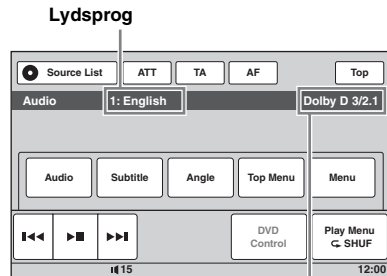 Lydsprog
Source List ATT TA AF Top
Audio 1: English Dolby D 3/2.1
Audio Subtitle Angle Top Menu Menu
DVD Control Play Menu SHUF
15 12:00